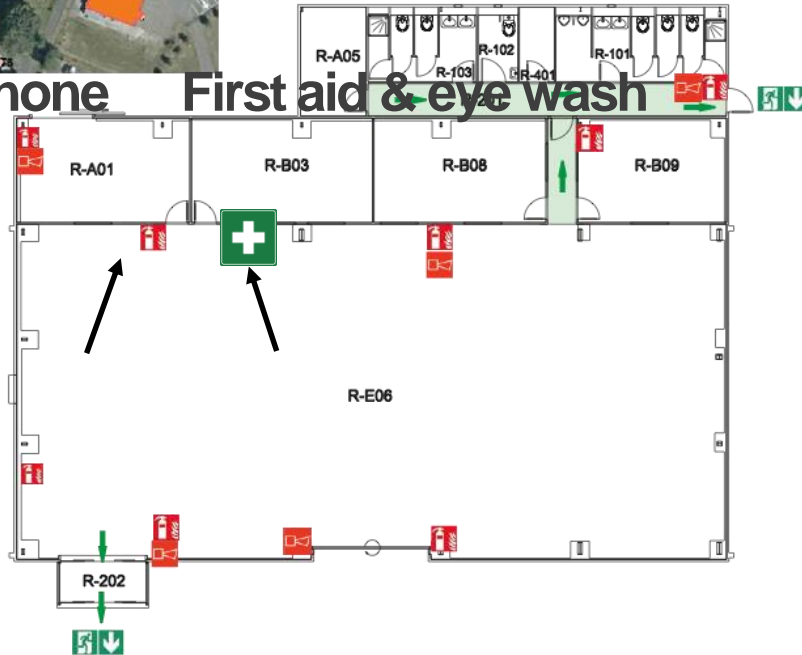 R-A05
R-103
R-102
R-401
R-101
hone First aid & eye wash
R-A01
R-B03
R-B08
R-B09
R-E06
R-202